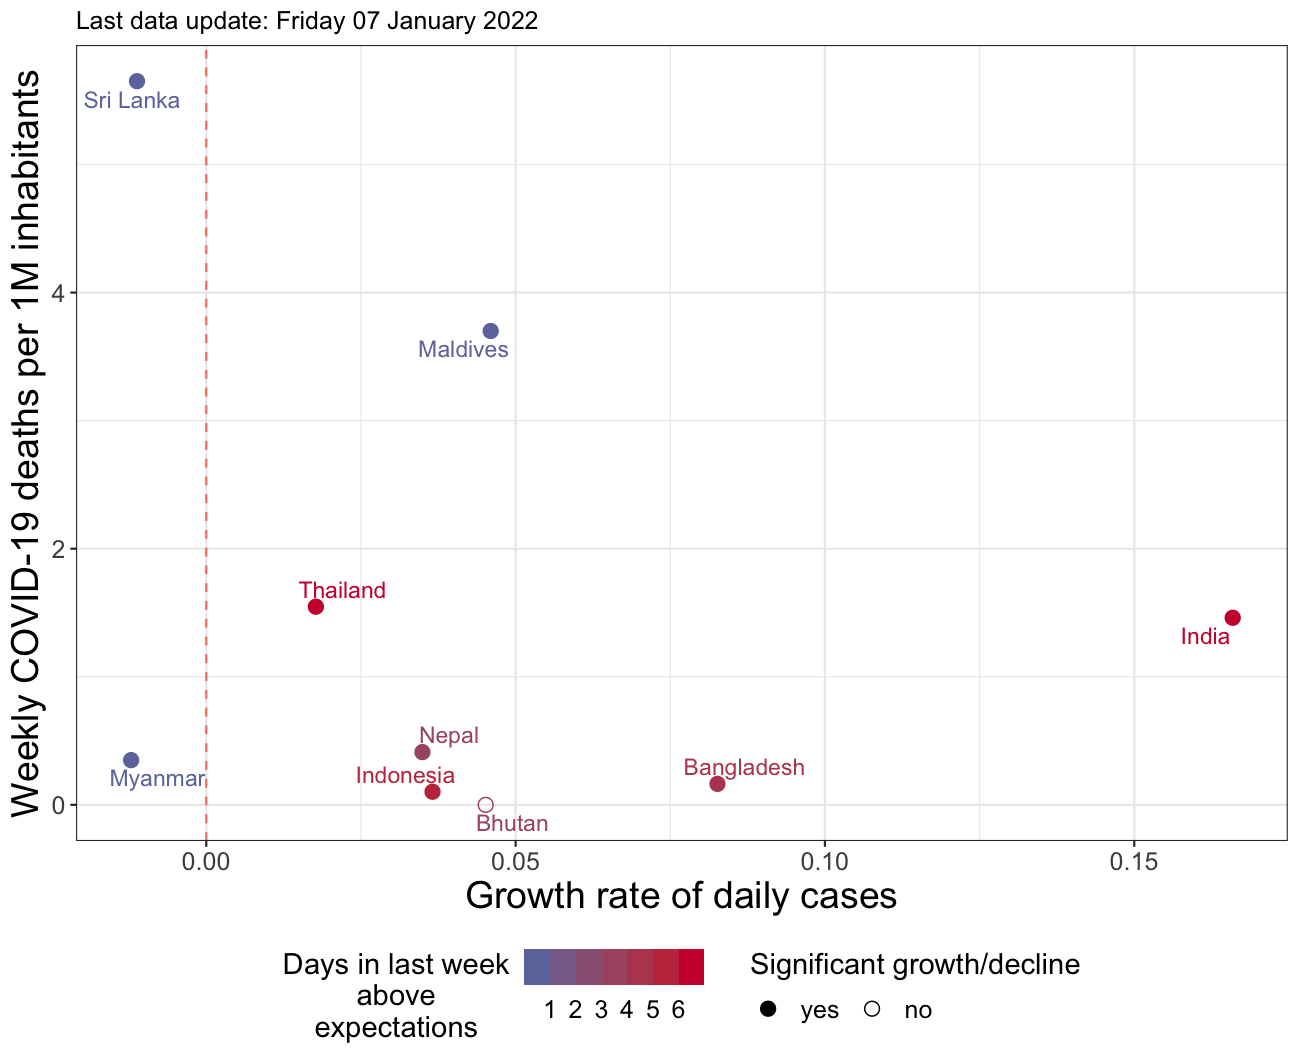 Last data update: Friday 07 January 2022
Weekly COVID-19 deaths per 1M inhabitants
4
2
0
Sri Lanka
Maldives
Thailand
India
Nepal
Myanmar
Indonesia
Bangladesh
Bhutan
0.00 0.05 0.10 0.15
Growth rate of daily cases
Days in last week
above
expectations
1 2 3 4 5 6
Significant growth/decline
yes no